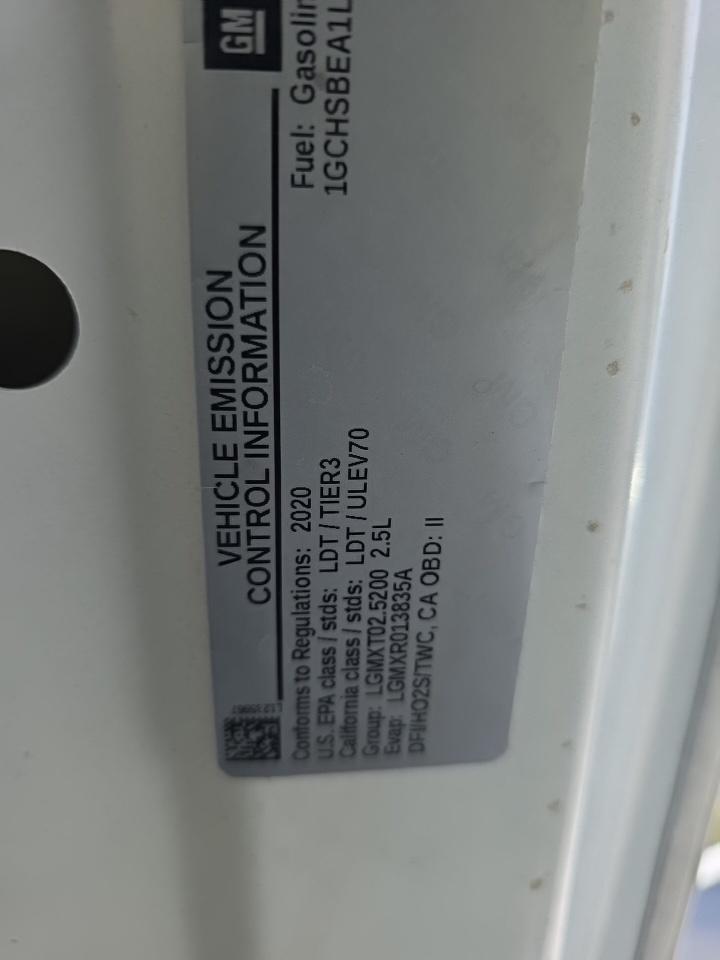 GM
VEHICLE EMISSION
CONTROL INFORMATION
Fuel: Gasolin
1GCHSBEA1L
Conforms to Regulations: 2020
U.S. EPA class / stds: LDT / TIER3
California class / stds: LDT / ULEV70
Group: LGMXT02.5200 2.5L
Evap: LGMXR013835A
DFI/HO2S/TWC, CA OBD: II